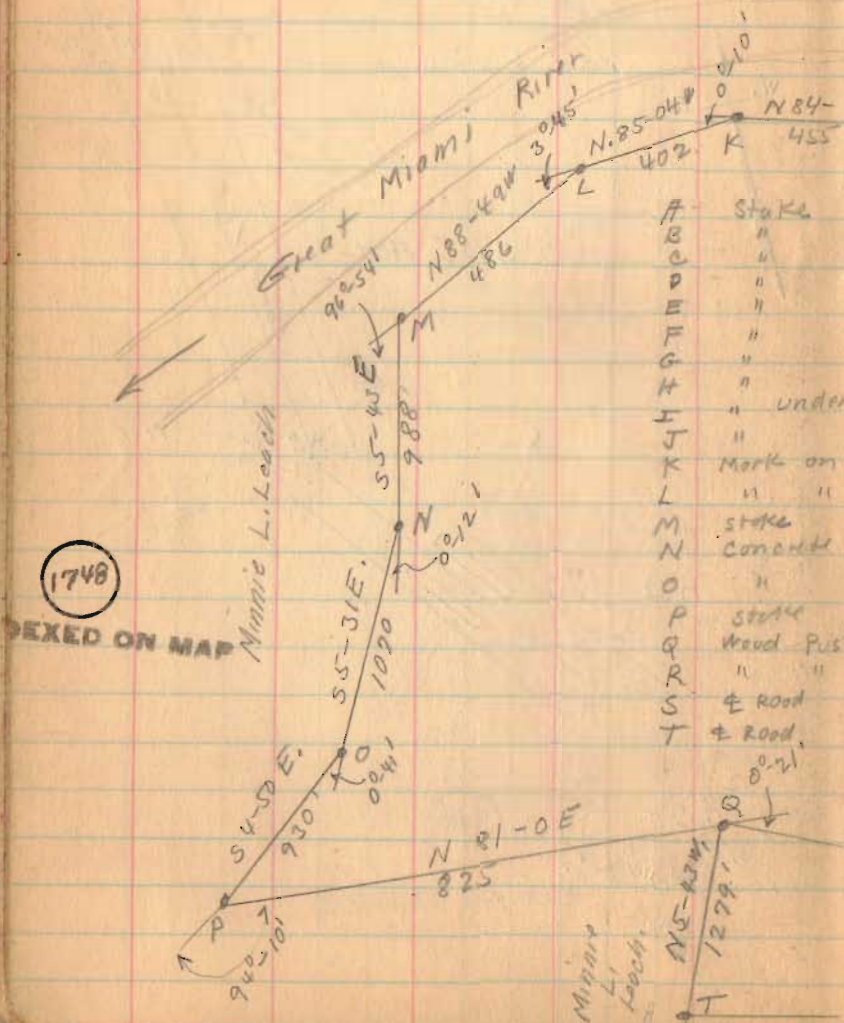 Great Miami River
0°-10'
N 84-
455
K
N.85-04W
402
3°45'
L
N88-49W
486
96°-54'
M
S5-43E
988'
N
0°-12'
Minnie L. Leach
1748
DEXED ON MAP
S5-31E.
1020
O
0°-41'
S4-50E.
930'
P
94°-10'
N 81-0E
825'
Q
0°-21'
N5-43W,
1279'
T
Minnie
L.
Leach.
A Stake
B "
C "
D "
E "
F "
G "
H "
I " under
J "
K Mark on
L " "
M stake
N Concrete
O "
P stake
Q Wood Pos
R " "
S ⅊ Road
T ⅊ Road